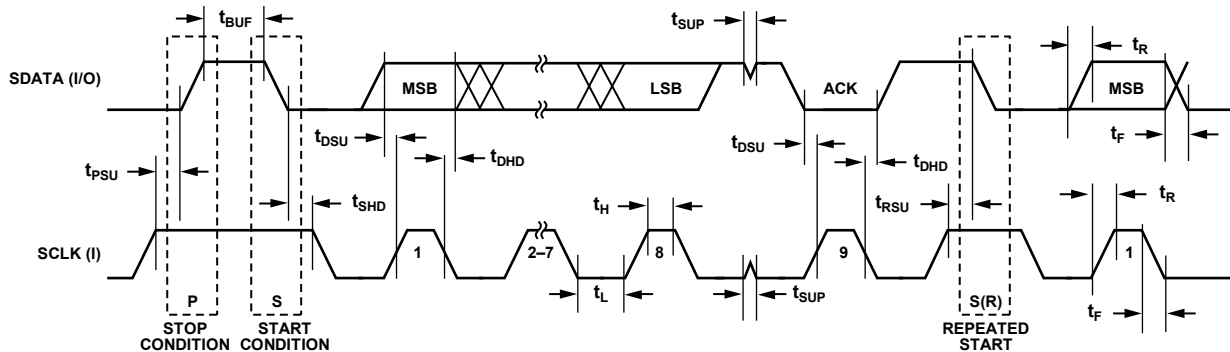 tBUF
tSUP
tR
SDATA (I/O)
MSB
LSB
ACK
MSB
tDSU
tDHD
tDSU
tDHD
tF
tPSU
tSHD
tH
tRSU
tR
SCLK (I)
1
2–7
8
9
1
tL
tSUP
tF
P
S
S(R)
STOP
CONDITION
START
CONDITION
REPEATED
START